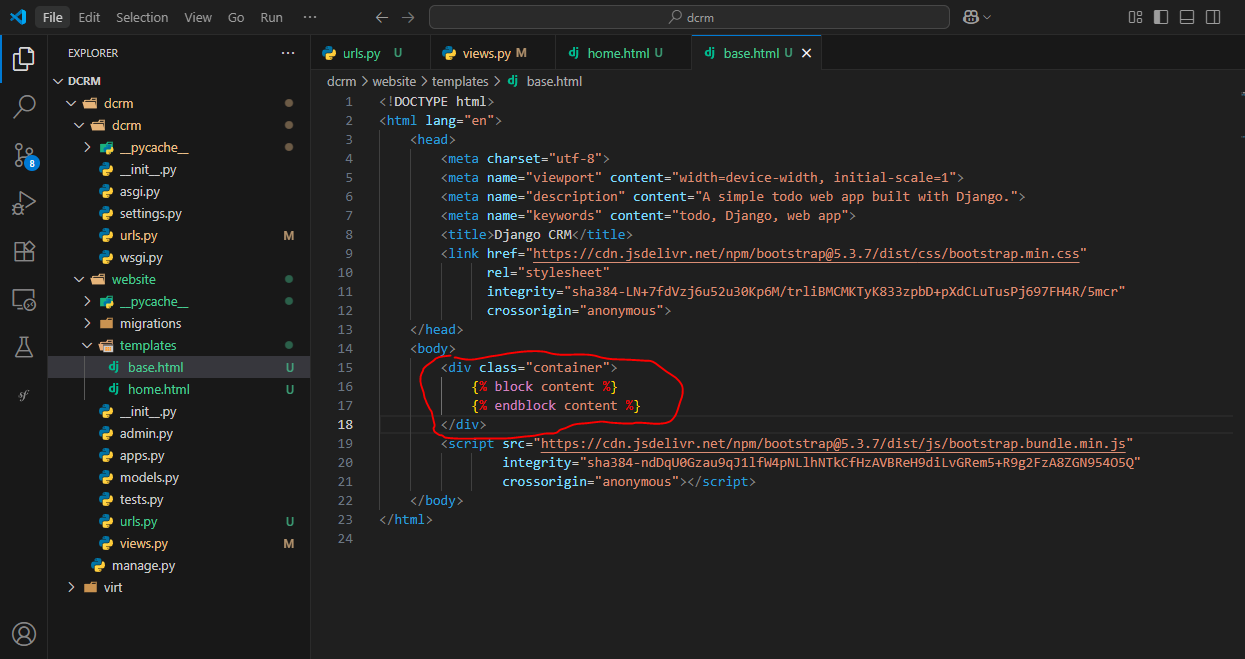 File Edit Selection View Go Run ···
dcrm
EXPLORER
DCRM
dcrm
dcrm
__pycache__
__init__.py
asgi.py
settings.py
urls.py M
wsgi.py
website
__pycache__
migrations
templates
base.html U
home.html U
__init__.py
admin.py
apps.py
models.py
tests.py
urls.py U
views.py M
manage.py
virt
8
urls.py U
views.py M
dj home.html U
dj base.html U
dcrm > website > templates > dj base.html
1 <!DOCTYPE html>
2 <html lang="en">
3 <head>
4 <meta charset="utf-8">
5 <meta name="viewport" content="width=device-width, initial-scale=1">
6 <meta name="description" content="A simple todo web app built with Django.">
7 <meta name="keywords" content="todo, Django, web app">
8 <title>Django CRM</title>
9 <link href="https://cdn.jsdelivr.net/npm/bootstrap@5.3.7/dist/css/bootstrap.min.css"
10 rel="stylesheet"
11 integrity="sha384-LN+7fdVzj6u52u30Kp6M/trliBMCMKTyK833zpbD+pXdCLuTusPj697FH4R/5mcr"
12 crossorigin="anonymous">
13 </head>
14 <body>
15 <div class="container">
16 {% block content %}
17 {% endblock content %}
18 </div>
19 <script src="https://cdn.jsdelivr.net/npm/bootstrap@5.3.7/dist/js/bootstrap.bundle.min.js"
20 integrity="sha384-ndDqU0Gzau9qJ1lfW4pNLlhNTkCfHzAVBReH9diLvGRem5+R9g2FzA8ZGN954O5Q"
21 crossorigin="anonymous"></script>
22 </body>
23 </html>
24